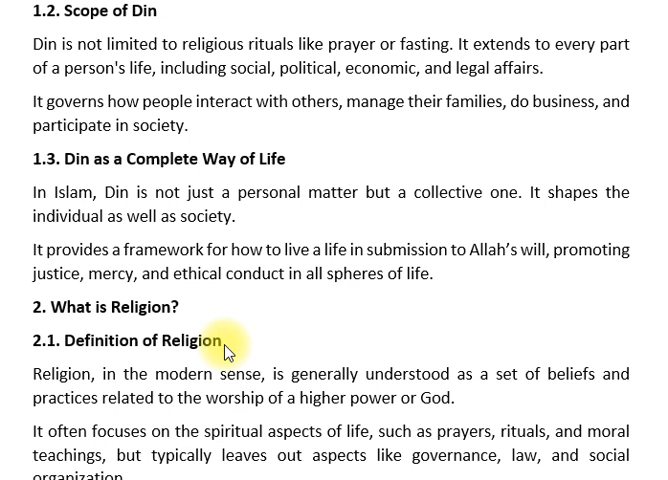 1.2. Scope of Din
Din is not limited to religious rituals like prayer or fasting. It extends to every part
of a person's life, including social, political, economic, and legal affairs.
It governs how people interact with others, manage their families, do business, and
participate in society.
1.3. Din as a Complete Way of Life
In Islam, Din is not just a personal matter but a collective one. It shapes the
individual as well as society.
It provides a framework for how to live a life in submission to Allah’s will, promoting
justice, mercy, and ethical conduct in all spheres of life.
2. What is Religion?
2.1. Definition of Religion
Religion, in the modern sense, is generally understood as a set of beliefs and
practices related to the worship of a higher power or God.
It often focuses on the spiritual aspects of life, such as prayers, rituals, and moral
teachings, but typically leaves out aspects like governance, law, and social
organization